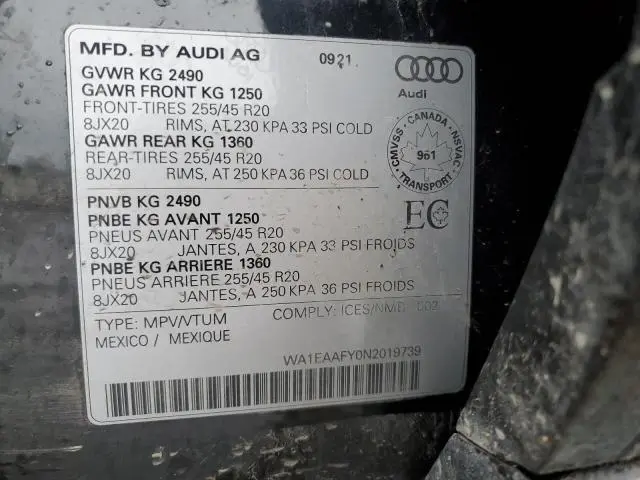 MFD. BY AUDI AG 0921
GVWR KG 2490
GAWR FRONT KG 1250
Audi
FRONT-TIRES 255/45 R20
8JX20 RIMS, AT 230 KPA 33 PSI COLD
GAWR REAR KG 1360
REAR-TIRES 255/45 R20
8JX20 RIMS, AT 250 KPA 36 PSI COLD
CMVSS · CANADA · NSVAC
961
TRANSPORT
PNVB KG 2490
PNBE KG AVANT 1250
EC
PNEUS AVANT 255/45 R20
8JX20 JANTES, A 230 KPA 33 PSI FROIDS
PNBE KG ARRIERE 1360
PNEUS ARRIERE 255/45 R20
8JX20 JANTES, A 250 KPA 36 PSI FROIDS
TYPE: MPV/VTUM COMPLY: ICES/NMB- 002
MEXICO / MEXIQUE
WA1EAAFY0N2019739